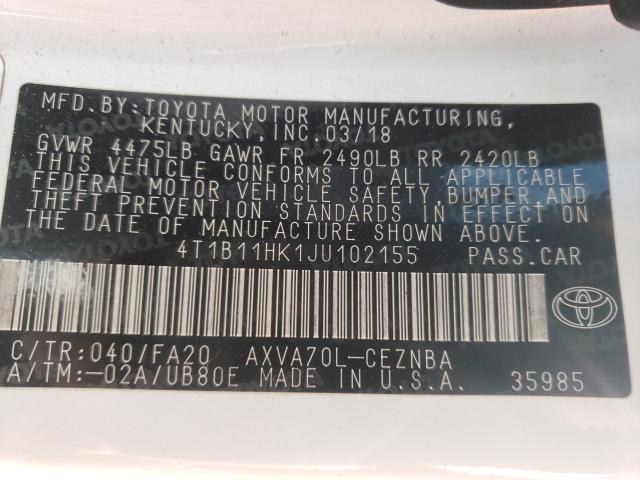 MFD.BY:TOYOTA MOTOR MANUFACTURING,
KENTUCKY, INC. 03/18
GVWR 4475LB GAWR FR 2490LB RR 2420LB
THIS VEHICLE CONFORMS TO ALL APPLICABLE
FEDERAL MOTOR VEHICLE SAFETY, BUMPER, AND
THEFT PREVENTION STANDARDS IN EFFECT ON
THE DATE OF MANUFACTURE SHOWN ABOVE.
4T1B11HK1JU102155 PASS.CAR
C/TR:040/FA20 AXVA70L-CEZNBA
A/TM:-02A/UB80E MADE IN U.S.A. 35985